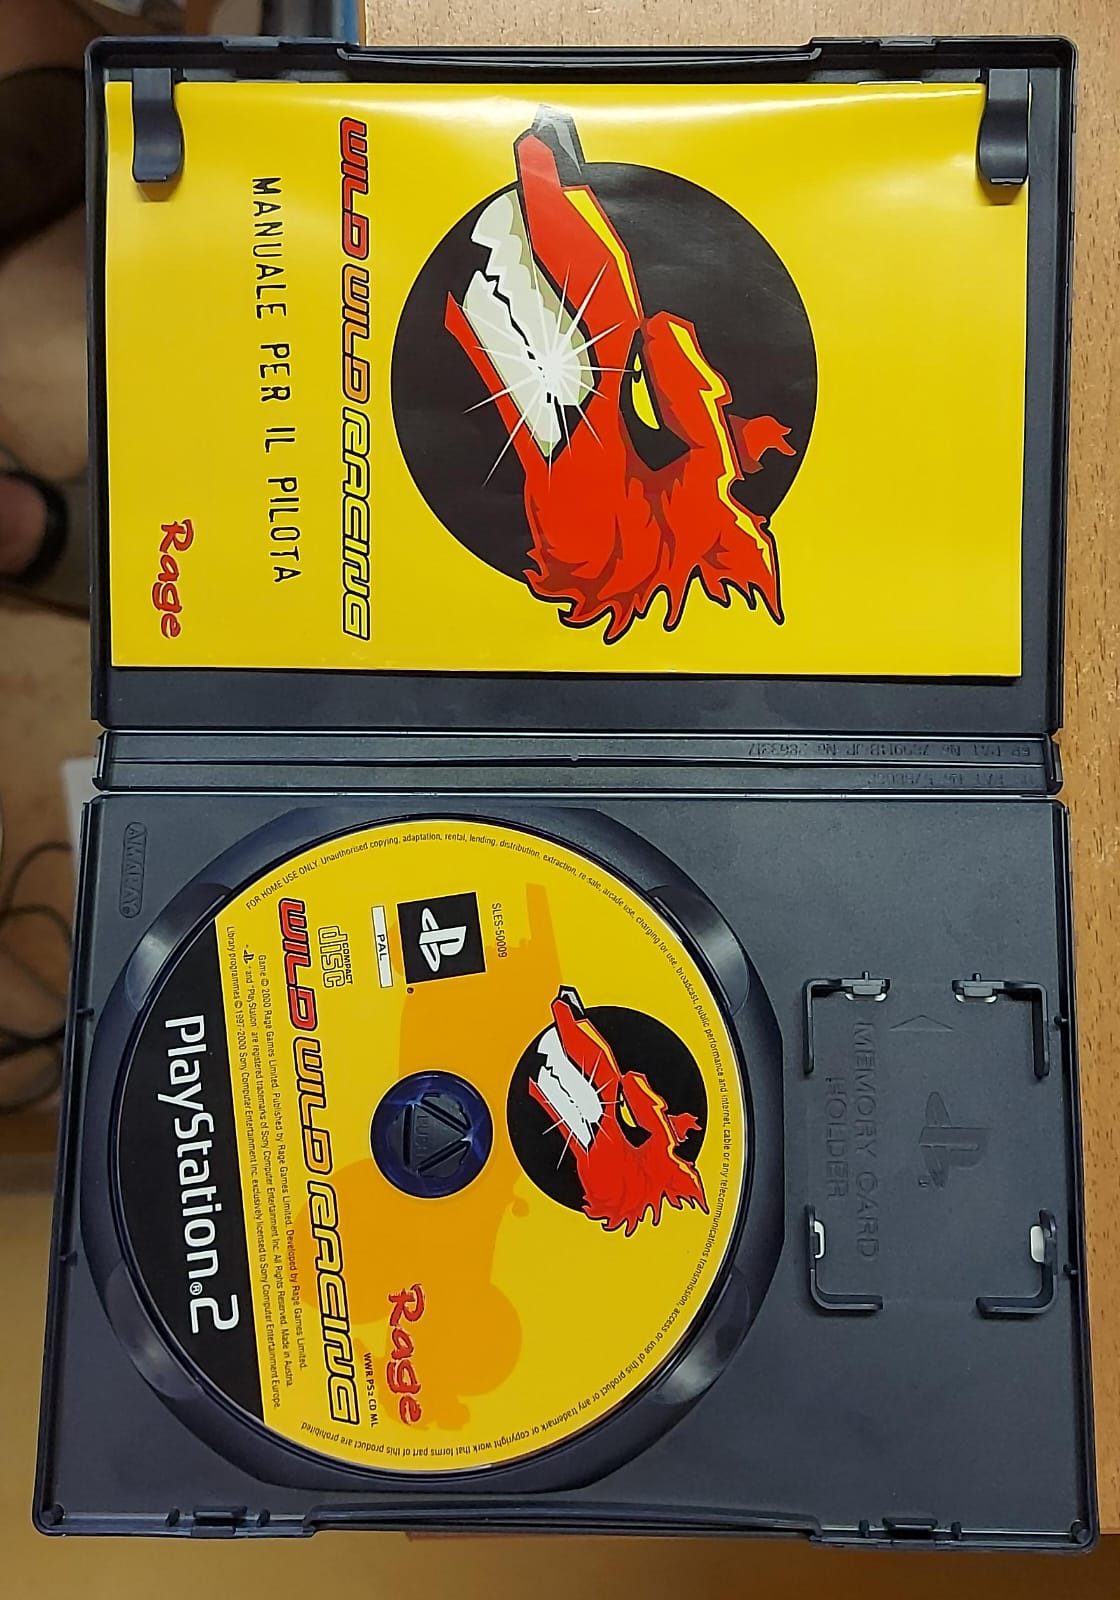 WILD WILD RACING
MANUALE PER IL PILOTA
Rage
AMARAY
MEMORY CARD
HOLDER
SLES-50009
PAL
COMPACT
disc
WILD WILD RACING
Rage
WWR PS2 CD ML
Game © 2000 Rage Games Limited. Published by Rage Games Limited. Developed by Rage Games Limited.
" and "PlayStation" are registered trademarks of Sony Computer Entertainment Inc. All Rights Reserved. Made in Austria.
Library programmes © 1997-2000 Sony Computer Entertainment Inc. exclusively licensed to Sony Computer Entertainment Europe.
PlayStation®2
FOR HOME USE ONLY. Unauthorised copying, adaptation, rental, lending, distribution, extraction, re-sale, arcade use, charging for use, broadcast, public performance and internet, cable or any telecommunications transmission, access or use of this product or any trademark or copyright work that forms part of this product are prohibited